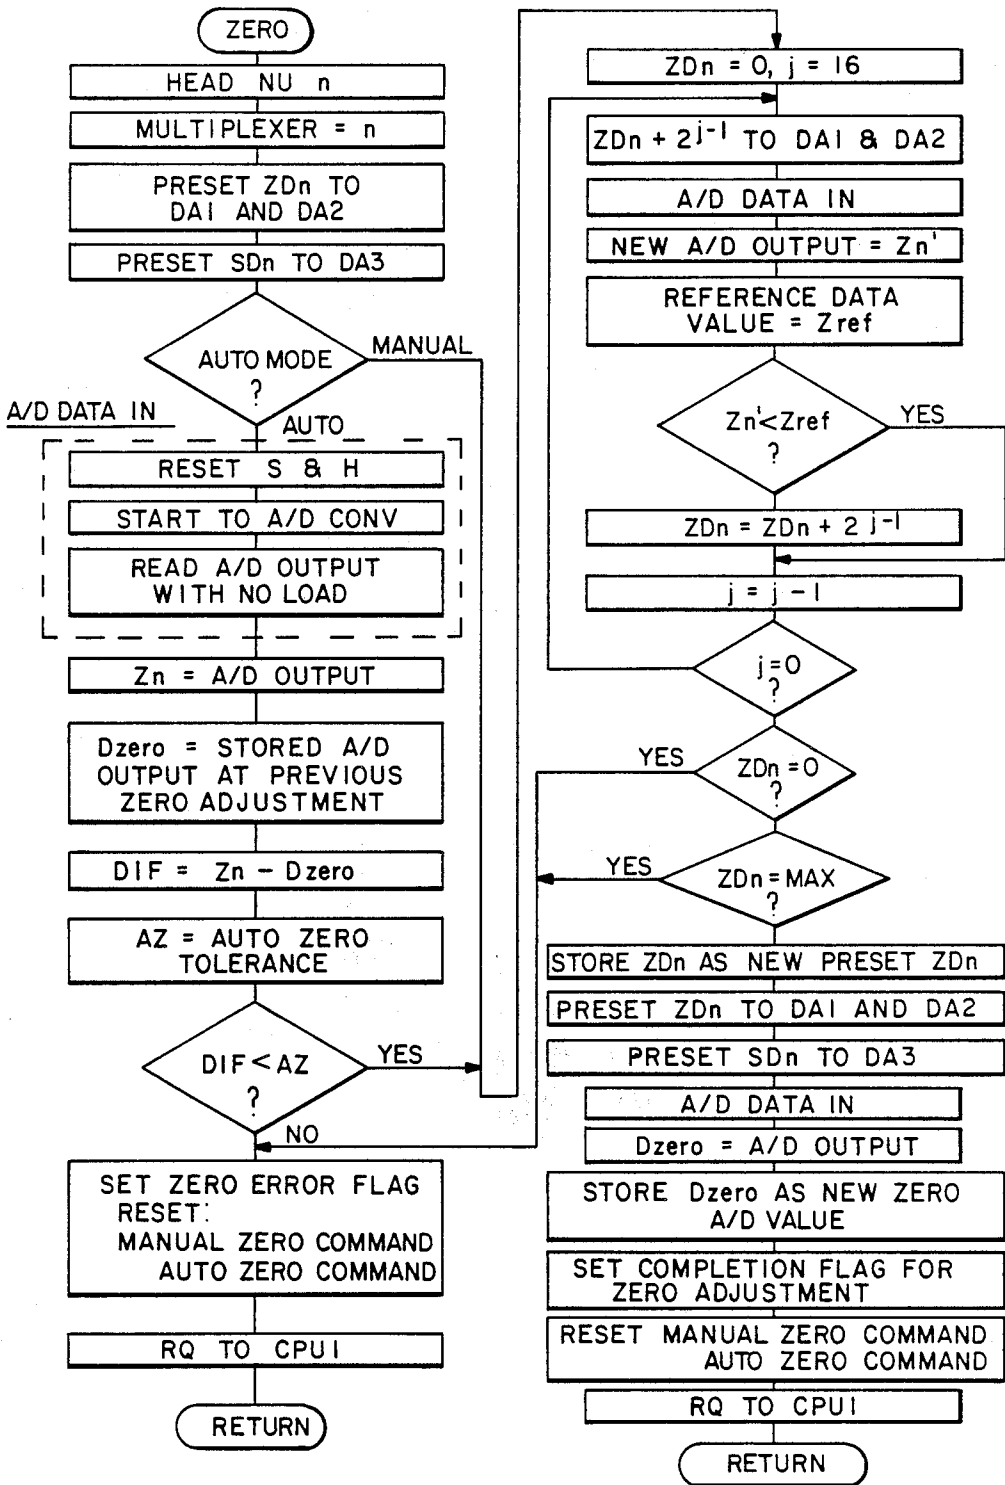 ZERO
HEAD NU n
MULTIPLEXER = n
PRESET ZDn TO
DA1 AND DA2
PRESET SDn TO DA3
AUTO MODE
?
MANUAL
A/D DATA IN
AUTO
RESET S & H
START TO A/D CONV
READ A/D OUTPUT
WITH NO LOAD
Zn = A/D OUTPUT
Dzero = STORED A/D
OUTPUT AT PREVIOUS
ZERO ADJUSTMENT
DIF = Zn - Dzero
AZ = AUTO ZERO
TOLERANCE
DIF < AZ
?
YES
NO
SET ZERO ERROR FLAG
RESET:
MANUAL ZERO COMMAND
AUTO ZERO COMMAND
RQ TO CPU1
RETURN
ZDn = 0, j = 16
ZDn + 2^j-1 TO DA1 & DA2
A/D DATA IN
NEW A/D OUTPUT = Zn'
REFERENCE DATA
VALUE = Zref
Zn' < Zref
?
YES
ZDn = ZDn + 2^j-1
j = j - 1
j = 0
?
YES
ZDn = 0
?
YES
ZDn = MAX
?
STORE ZDn AS NEW PRESET ZDn
PRESET ZDn TO DA1 AND DA2
PRESET SDn TO DA3
A/D DATA IN
Dzero = A/D OUTPUT
STORE Dzero AS NEW ZERO
A/D VALUE
SET COMPLETION FLAG FOR
ZERO ADJUSTMENT
RESET MANUAL ZERO COMMAND
AUTO ZERO COMMAND
RQ TO CPU1
RETURN